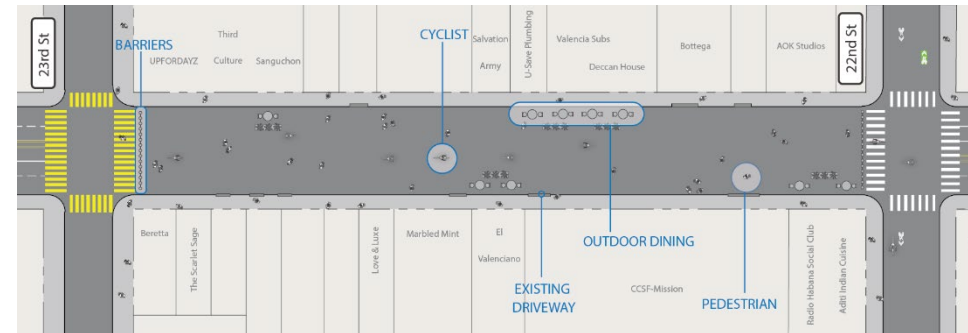 23rd St
BARRIERS
UPFORDAYZ
Third
Culture
Sanguchon
CYCLIST
Salvation
Army
U-Save Plumbing
Valencia Subs
Deccan House
Bottega
AOK Studios
22nd St
Beretta
The Scarlet Sage
Love & Luxe
Marbled Mint
El
Valenciano
EXISTING
DRIVEWAY
OUTDOOR DINING
CCSF-Mission
PEDESTRIAN
Radio Habana Social Club
Aditi Indian Cuisine